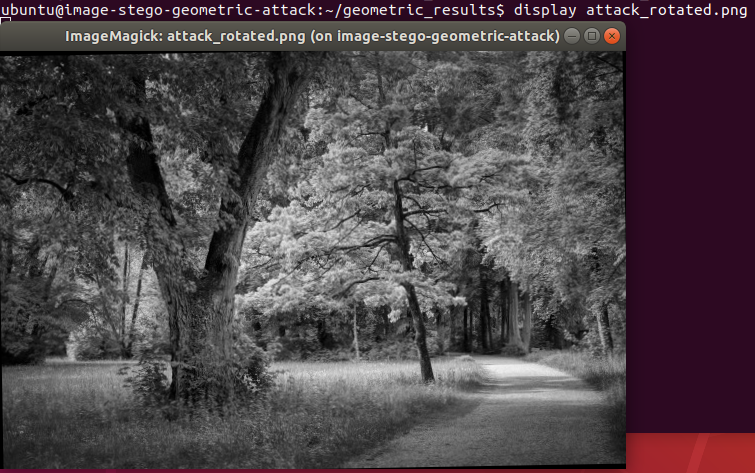 ubuntu@image-stego-geometric-attack:~/geometric_results$ display attack_rotated.png
ImageMagick: attack_rotated.png (on image-stego-geometric-attack)